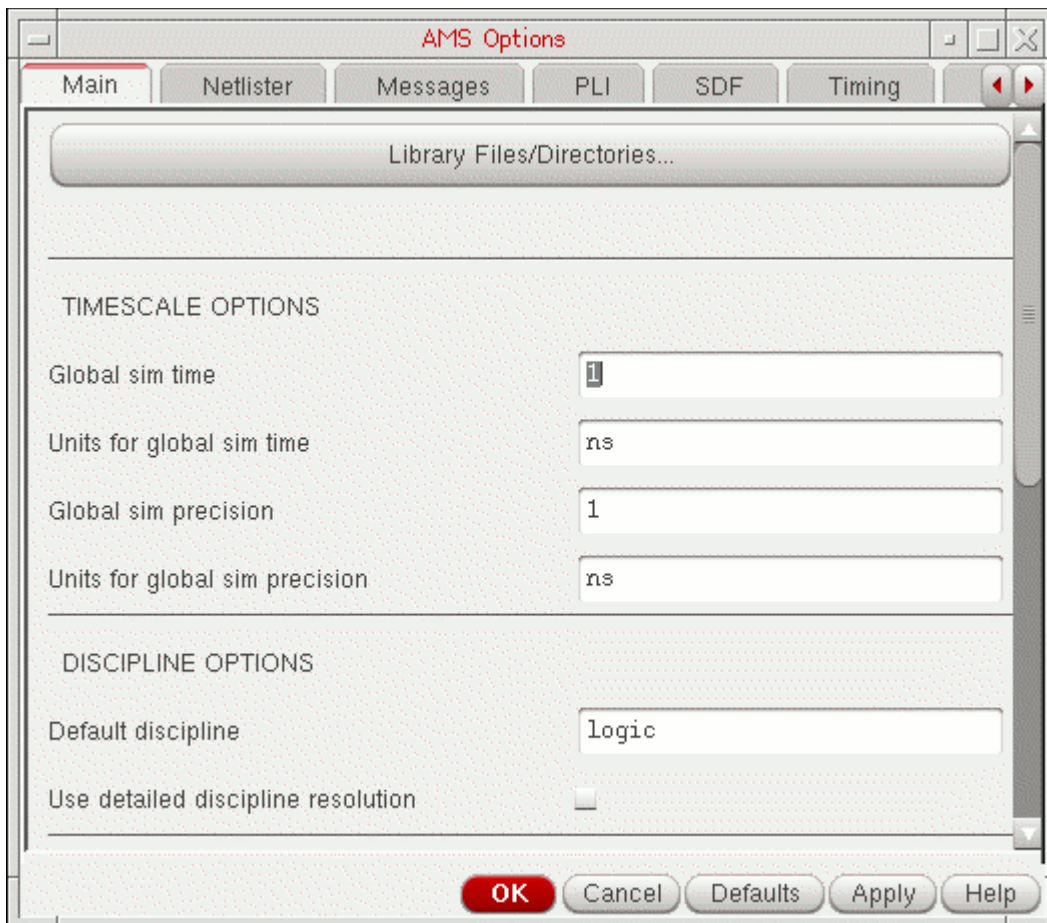 AMS Options
Main Netlister Messages PLI SDF Timing
Library Files/Directories...
TIMESCALE OPTIONS
Global sim time 1
Units for global sim time ns
Global sim precision 1
Units for global sim precision ns
DISCIPLINE OPTIONS
Default discipline logic
Use detailed discipline resolution
OK Cancel Defaults Apply Help